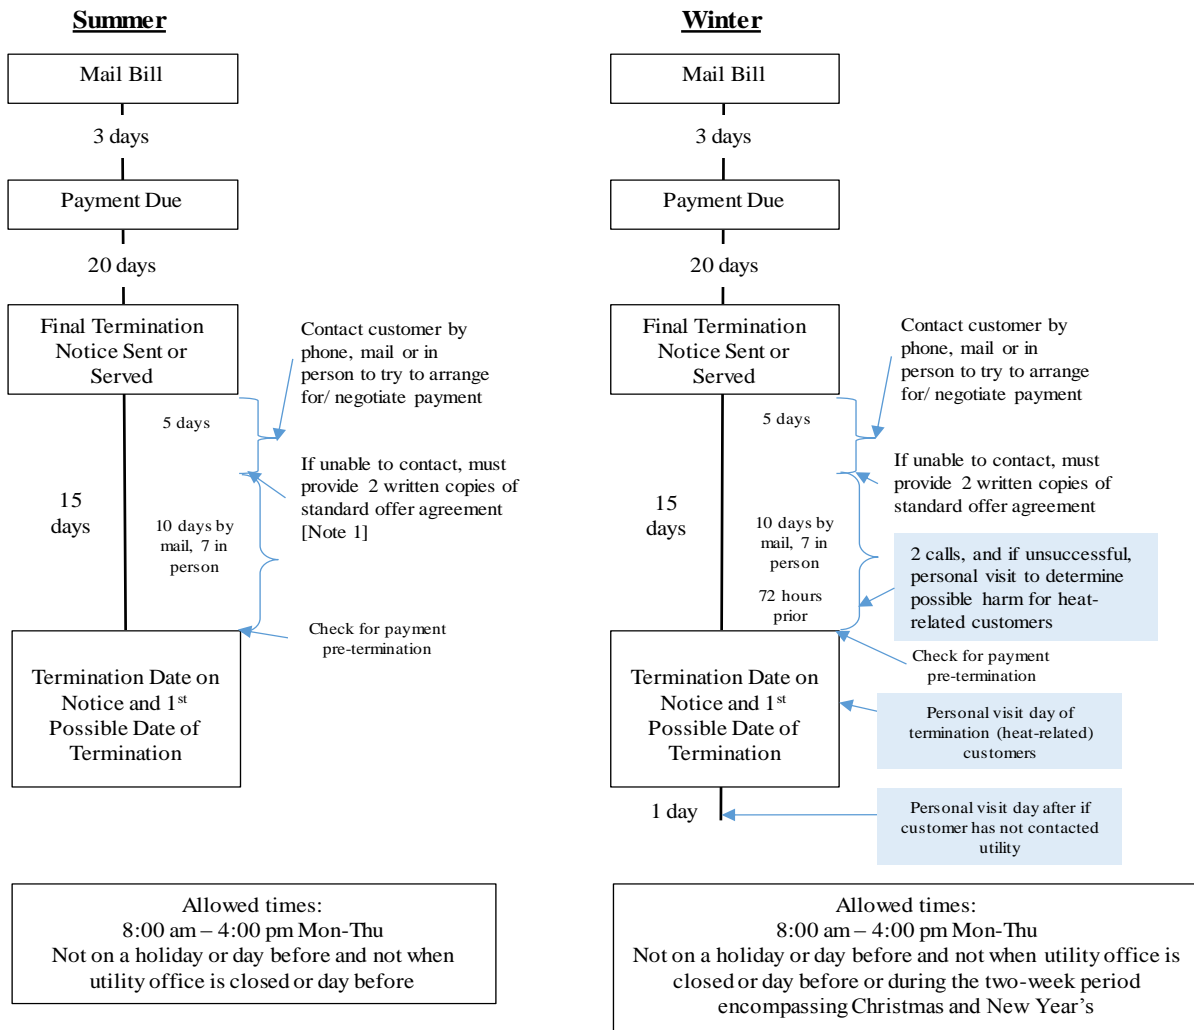 Summer
Mail Bill
3 days
Payment Due
20 days
Final Termination
Notice Sent or
Served
Contact customer by
phone, mail or in
person to try to arrange
for/ negotiate payment
5 days
If unable to contact, must
provide 2 written copies of
standard offer agreement
[Note 1]
15
days
10 days by
mail, 7 in
person
Check for payment
pre-termination
Termination Date on
Notice and 1st
Possible Date of
Termination
Allowed times:
8:00 am – 4:00 pm Mon-Thu
Not on a holiday or day before and not when
utility office is closed or day before
Winter
Mail Bill
3 days
Payment Due
20 days
Final Termination
Notice Sent or
Served
Contact customer by
phone, mail or in
person to try to arrange
for/ negotiate payment
5 days
If unable to contact, must
provide 2 written copies of
standard offer agreement
15
days
10 days by
mail, 7 in
person
2 calls, and if unsuccessful,
personal visit to determine
possible harm for heat-
related customers
72 hours
prior
Check for payment
pre-termination
Termination Date on
Notice and 1st
Possible Date of
Termination
Personal visit day of
termination (heat-related)
customers
1 day
Personal visit day after if
customer has not contacted
utility
Allowed times:
8:00 am – 4:00 pm Mon-Thu
Not on a holiday or day before and not when utility office is
closed or day before or during the two-week period
encompassing Christmas and New Year’s